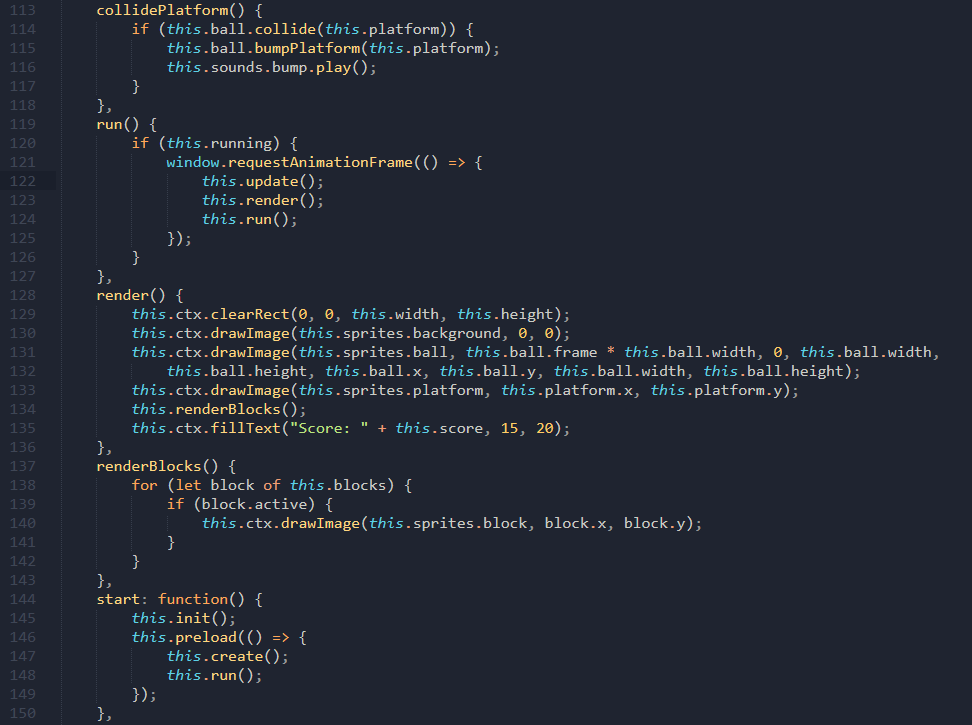 113 collidePlatform() {
114 if (this.ball.collide(this.platform)) {
115 this.ball.bumpPlatform(this.platform);
116 this.sounds.bump.play();
117 }
118 },
119 run() {
120 if (this.running) {
121 window.requestAnimationFrame(() => {
122 this.update();
123 this.render();
124 this.run();
125 });
126 }
127 },
128 render() {
129 this.ctx.clearRect(0, 0, this.width, this.height);
130 this.ctx.drawImage(this.sprites.background, 0, 0);
131 this.ctx.drawImage(this.sprites.ball, this.ball.frame * this.ball.width, 0, this.ball.width,
132 this.ball.height, this.ball.x, this.ball.y, this.ball.width, this.ball.height);
133 this.ctx.drawImage(this.sprites.platform, this.platform.x, this.platform.y);
134 this.renderBlocks();
135 this.ctx.fillText("Score: " + this.score, 15, 20);
136 },
137 renderBlocks() {
138 for (let block of this.blocks) {
139 if (block.active) {
140 this.ctx.drawImage(this.sprites.block, block.x, block.y);
141 }
142 }
143 },
144 start: function() {
145 this.init();
146 this.preload(() => {
147 this.create();
148 this.run();
149 });
150 },